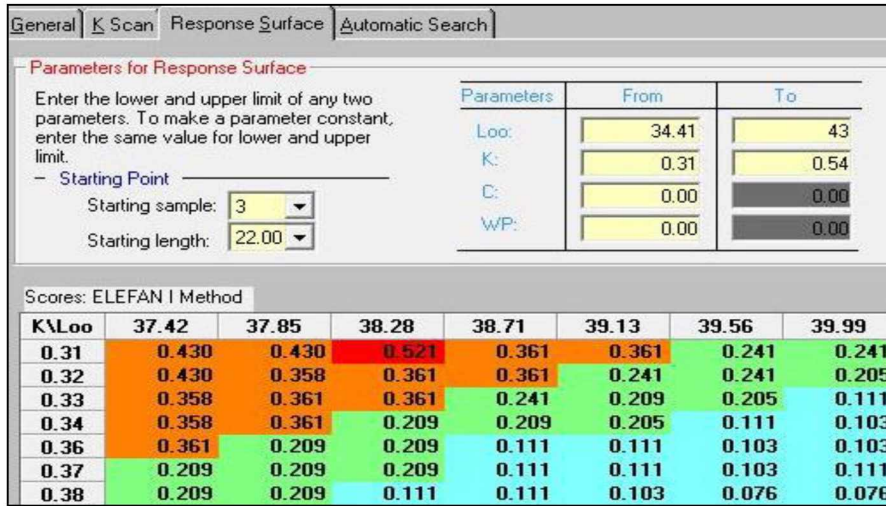 General K Scan Response Surface Automatic Search
Parameters for Response Surface
Enter the lower and upper limit of any two
parameters. To make a parameter constant,
enter the same value for lower and upper
limit.
Starting Point
Starting sample: 3
Starting length: 22.00
Parameters From To
Loo: 34.41 43
K: 0.31 0.54
C: 0.00 0.00
WP: 0.00 0.00
Scores: ELEFAN I Method
K\Loo 37.42 37.85 38.28 38.71 39.13 39.56 39.99
0.31 0.430 0.430 0.521 0.361 0.361 0.241 0.241
0.32 0.430 0.358 0.361 0.361 0.241 0.241 0.205
0.33 0.358 0.361 0.361 0.241 0.209 0.205 0.111
0.34 0.358 0.361 0.209 0.209 0.205 0.111 0.103
0.36 0.361 0.209 0.209 0.111 0.111 0.103 0.103
0.37 0.209 0.209 0.209 0.111 0.111 0.103 0.111
0.38 0.209 0.209 0.111 0.111 0.103 0.076 0.076